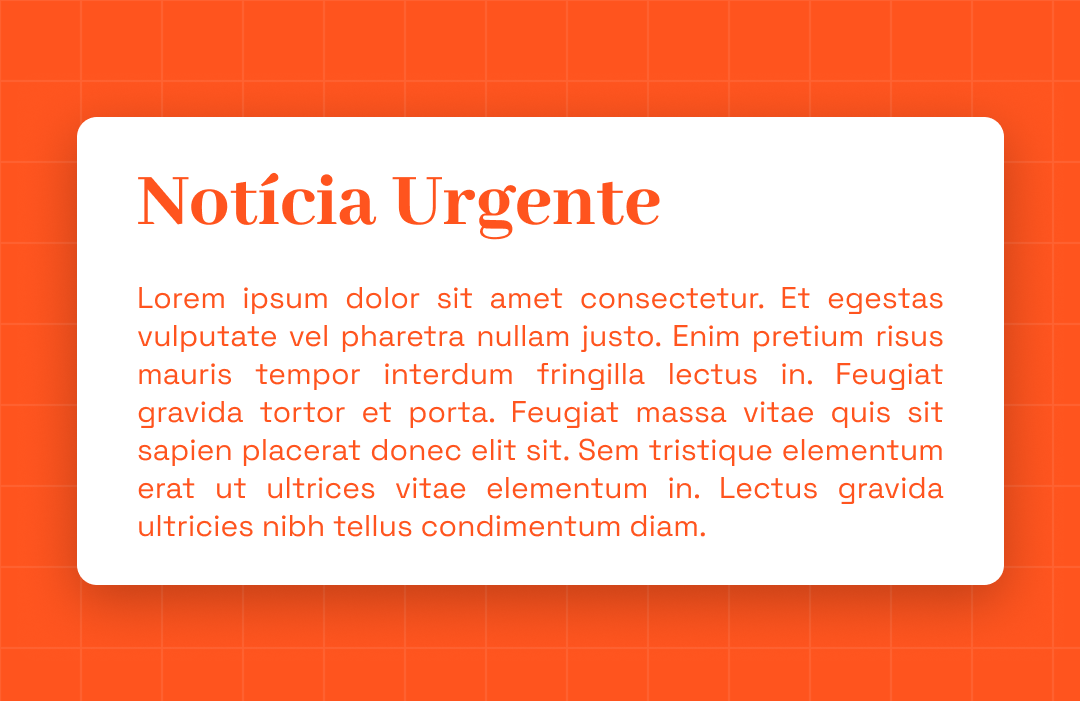 Notícia Urgente
Lorem ipsum dolor sit amet consectetur. Et egestas
vulputate vel pharetra nullam justo. Enim pretium risus
mauris tempor interdum fringilla lectus in. Feugiat
gravida tortor et porta. Feugiat massa vitae quis sit
sapien placerat donec elit sit. Sem tristique elementum
erat ut ultrices vitae elementum in. Lectus gravida
ultricies nibh tellus condimentum diam.